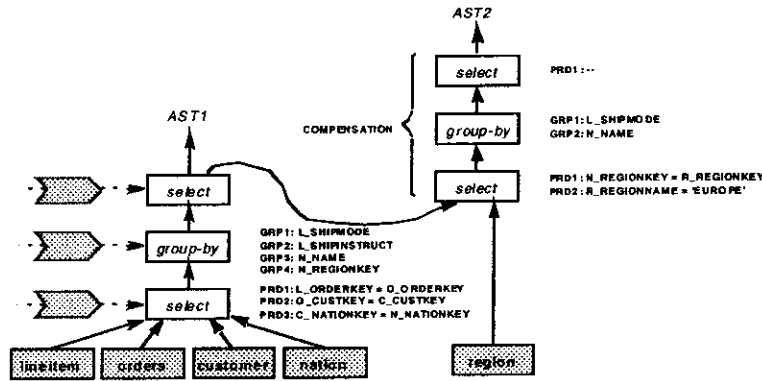 AST2
select
PRD1: --
AST1
COMPENSATION
group-by
GRP1: L_SHIPMODE
GRP2: N_NAME
select
select
PRD1: N_REGIONKEY = R_REGIONKEY
PRD2: R_REGIONNAME = 'EUROPE'
group-by
GRP1: L_SHIPMODE
GRP2: L_SHIPINSTRUCT
GRP3: N_NAME
GRP4: N_REGIONKEY
select
PRD1: L_ORDERKEY = O_ORDERKEY
PRD2: O_CUSTKEY = C_CUSTKEY
PRD3: C_NATIONKEY = N_NATIONKEY
lineitem
orders
customer
nation
region